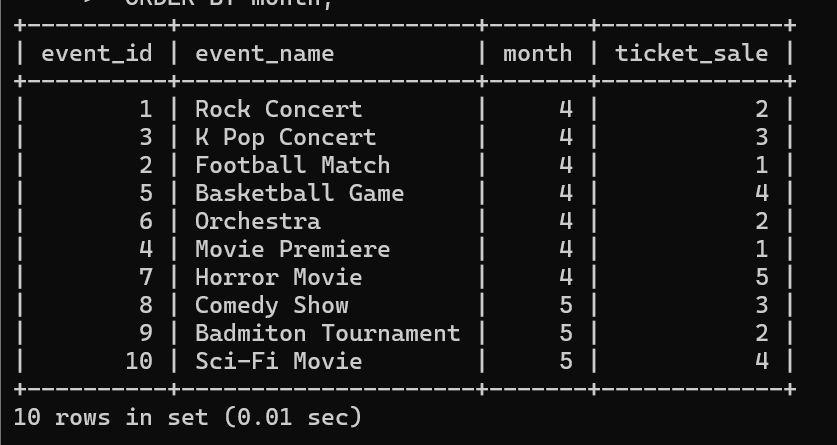 -> ORDER BY month;
+----------+---------------------+-------+-------------+
| event_id | event_name          | month | ticket_sale |
+----------+---------------------+-------+-------------+
|        1 | Rock Concert        |     4 |           2 |
|        3 | K Pop Concert       |     4 |           3 |
|        2 | Football Match      |     4 |           1 |
|        5 | Basketball Game     |     4 |           4 |
|        6 | Orchestra           |     4 |           2 |
|        4 | Movie Premiere      |     4 |           1 |
|        7 | Horror Movie        |     4 |           5 |
|        8 | Comedy Show         |     5 |           3 |
|        9 | Badmiton Tournament |     5 |           2 |
|       10 | Sci-Fi Movie        |     5 |           4 |
+----------+---------------------+-------+-------------+
10 rows in set (0.01 sec)